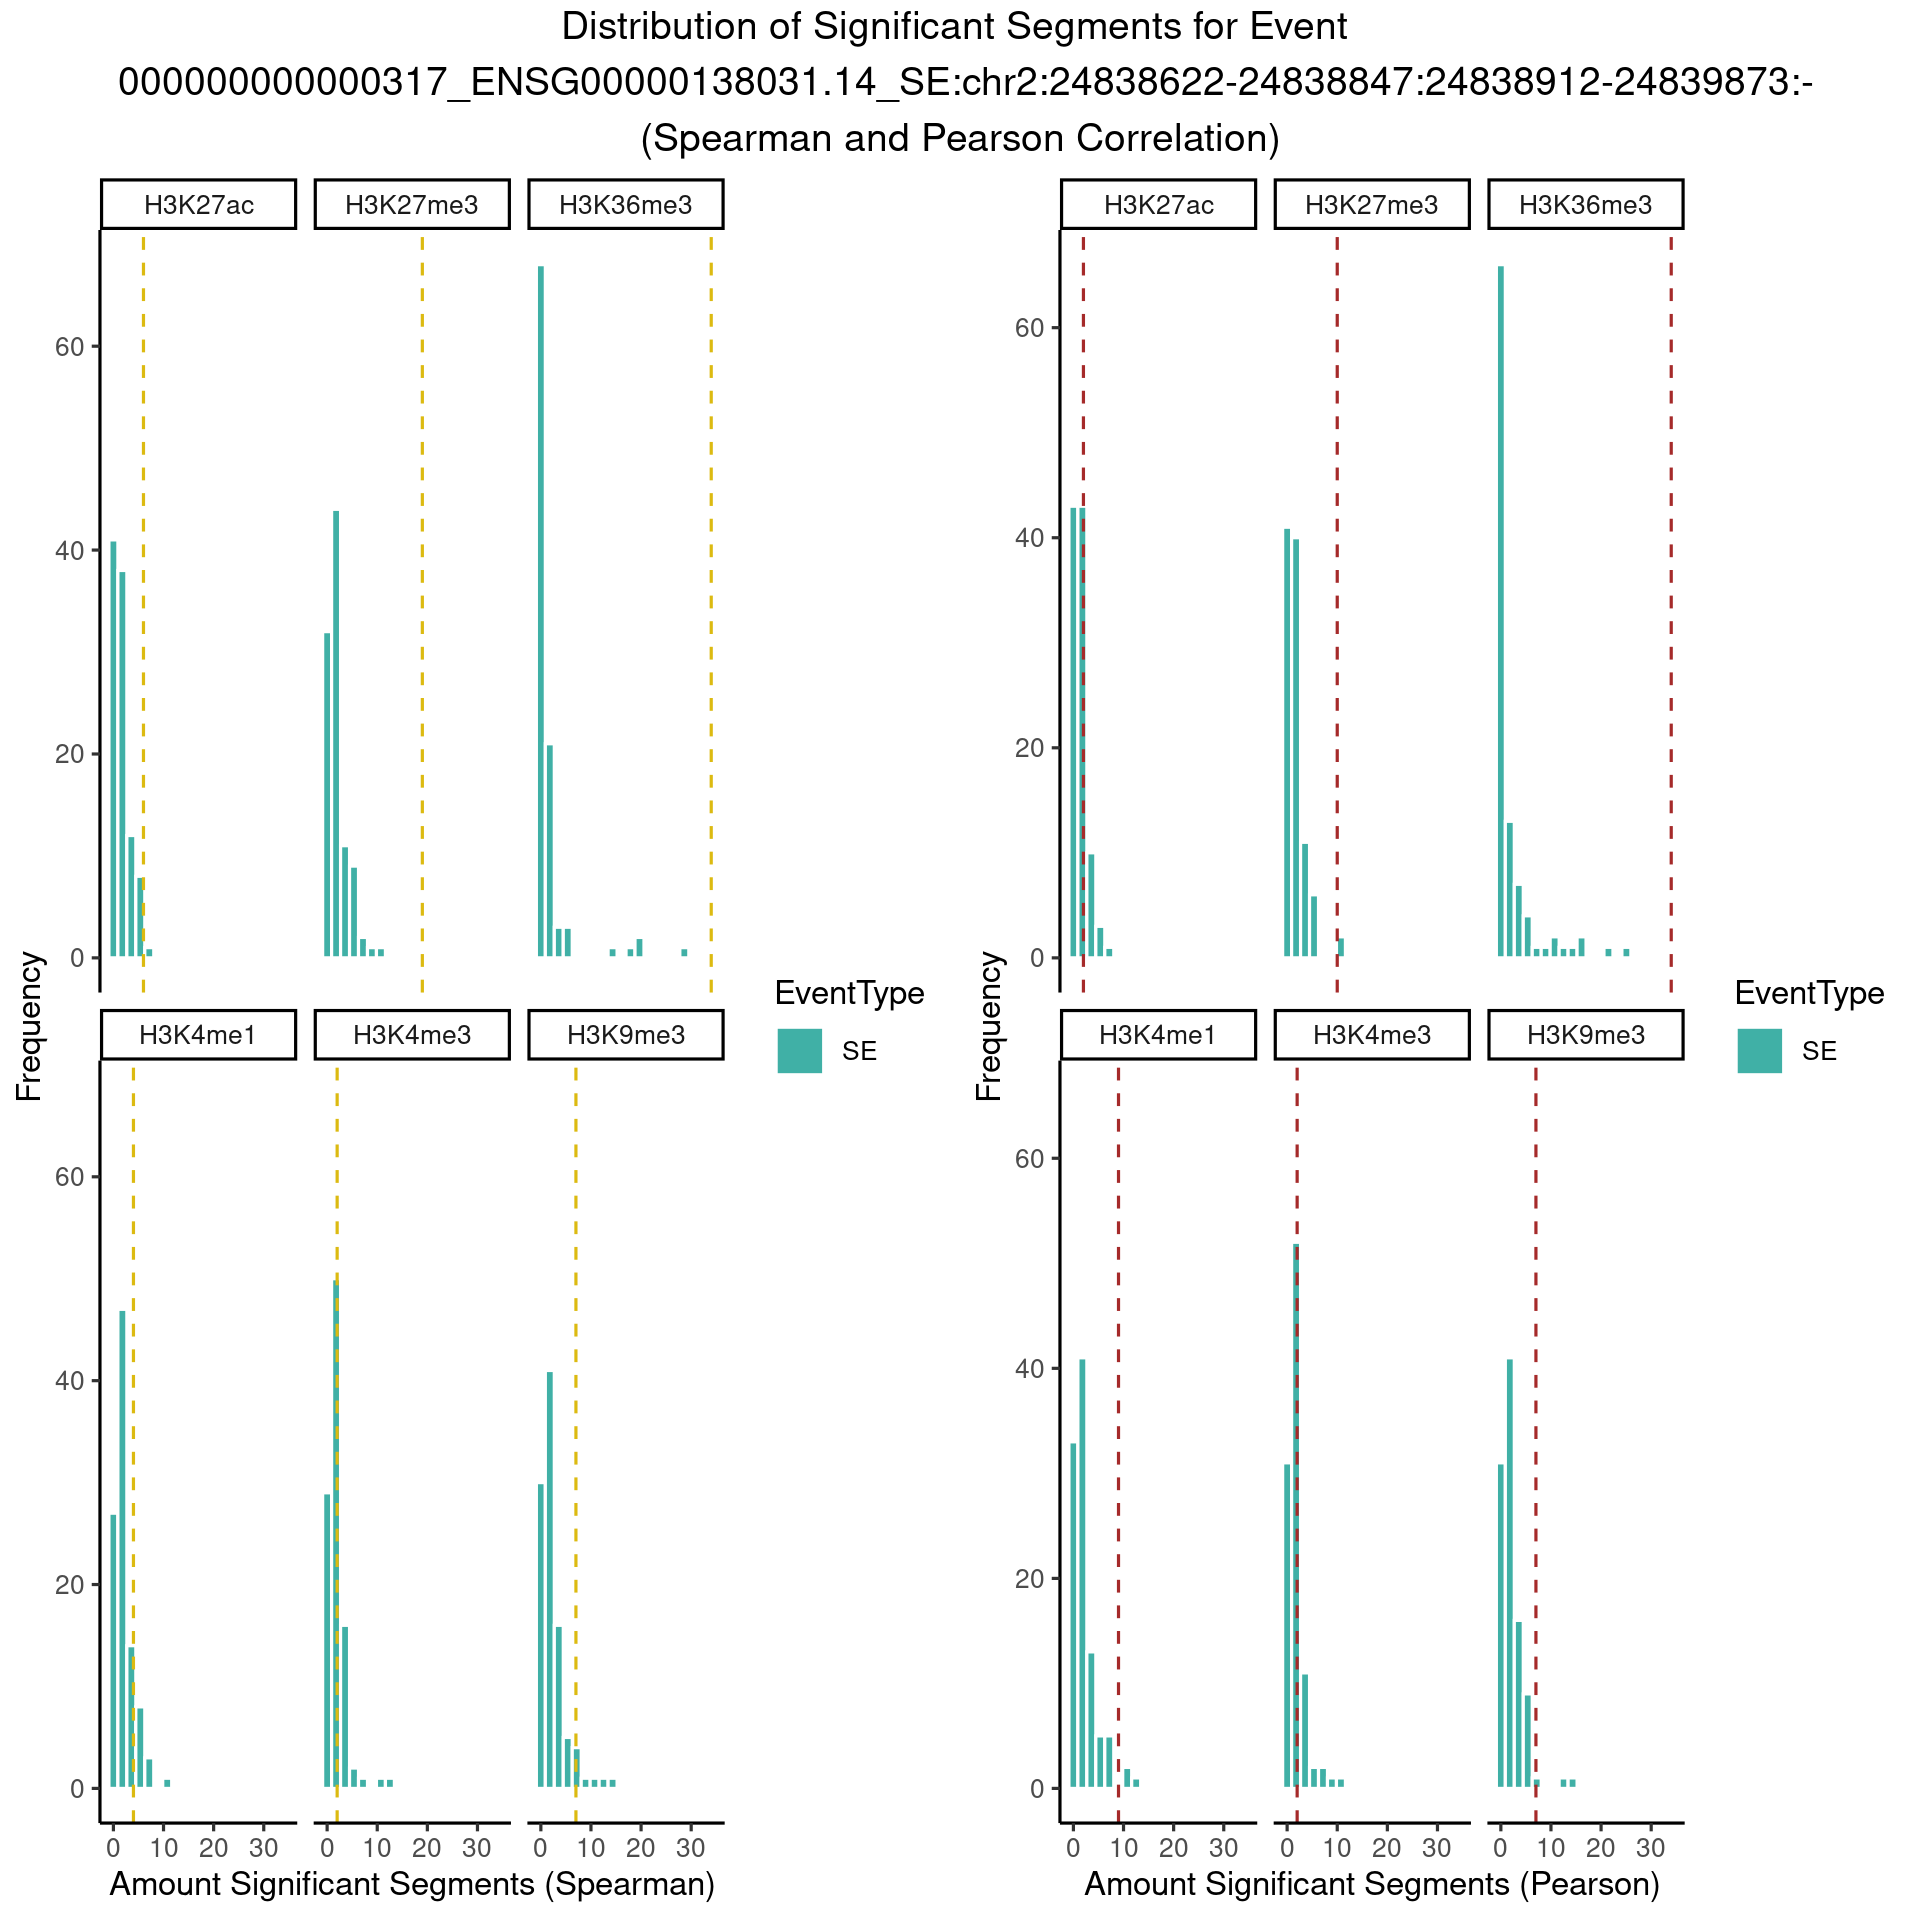 Distribution of Significant Segments for Event
000000000000317_ENSG00000138031.14_SE:chr2:24838622-24838847:24838912-24839873:-
(Spearman and Pearson Correlation)
H3K27ac H3K27me3 H3K36me3
60
40
20
0
H3K4me1 H3K4me3 H3K9me3
60
40
20
0
0 10 20 30 0 10 20 30 0 10 20 30
Frequency
Amount Significant Segments (Spearman)
EventType
SE
H3K27ac H3K27me3 H3K36me3
60
40
20
0
H3K4me1 H3K4me3 H3K9me3
60
40
20
0
0 10 20 30 0 10 20 30 0 10 20 30
Frequency
Amount Significant Segments (Pearson)
EventType
SE